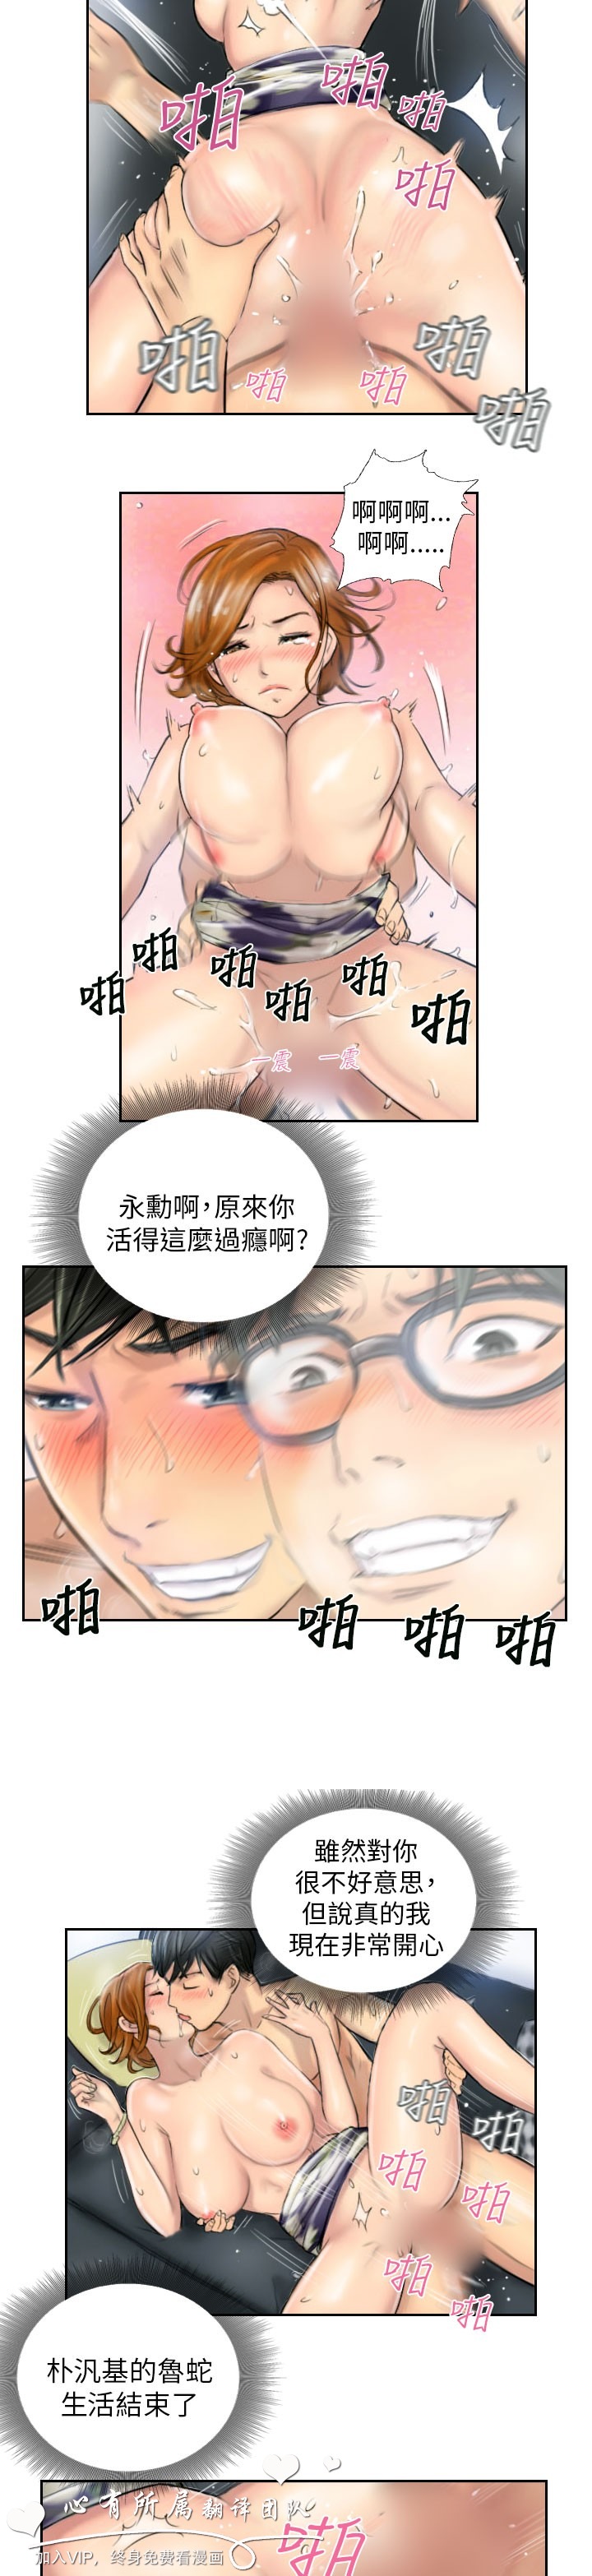 啪
啪
啪
啪
啪
啪
啪
啪
啪
啊啊啊...
啊啊.....
啪
啪
啪
啪
啪
啪
一震
一震
永勳啊,原來你
活得這麼過癮啊?
啪
啪
啪
啪
雖然對你
很不好意思,
但說真的我
現在非常開心
啪
啪
啪
啪
啪
啪
朴汎基的魯蛇
生活結束了
心有所属翻译团队
加入VIP,终身免费看漫画
啪